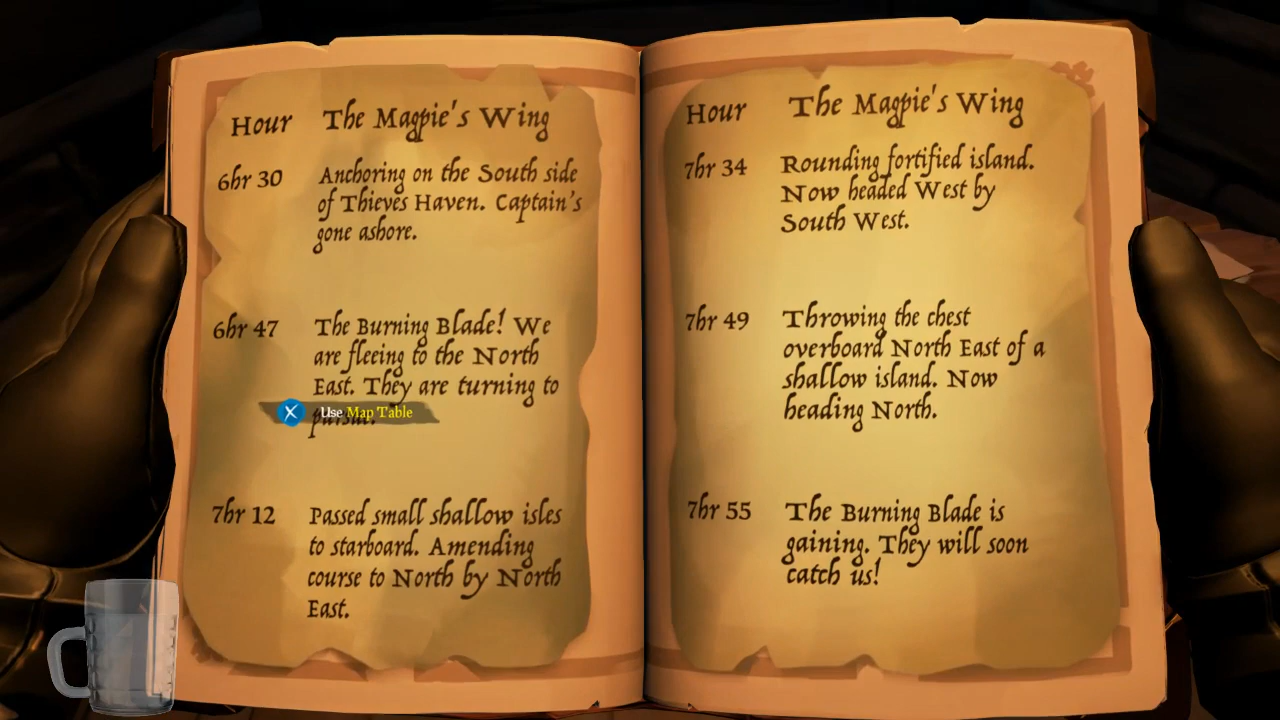 Hour The Magpie's Wing
6hr 30 Anchoring on the South side
of Thieves Haven. Captain's
gone ashore.
6hr 47 The Burning Blade! We
are fleeing to the North
East. They are turning to
pursue.
Use Map Table
7hr 12 Passed small shallow isles
to starboard. Amending
course to North by North
East.
Hour The Magpie's Wing
7hr 34 Rounding fortified island.
Now headed West by
South West.
7hr 49 Throwing the chest
overboard North East of a
shallow island. Now
heading North.
7hr 55 The Burning Blade is
gaining. They will soon
catch us!